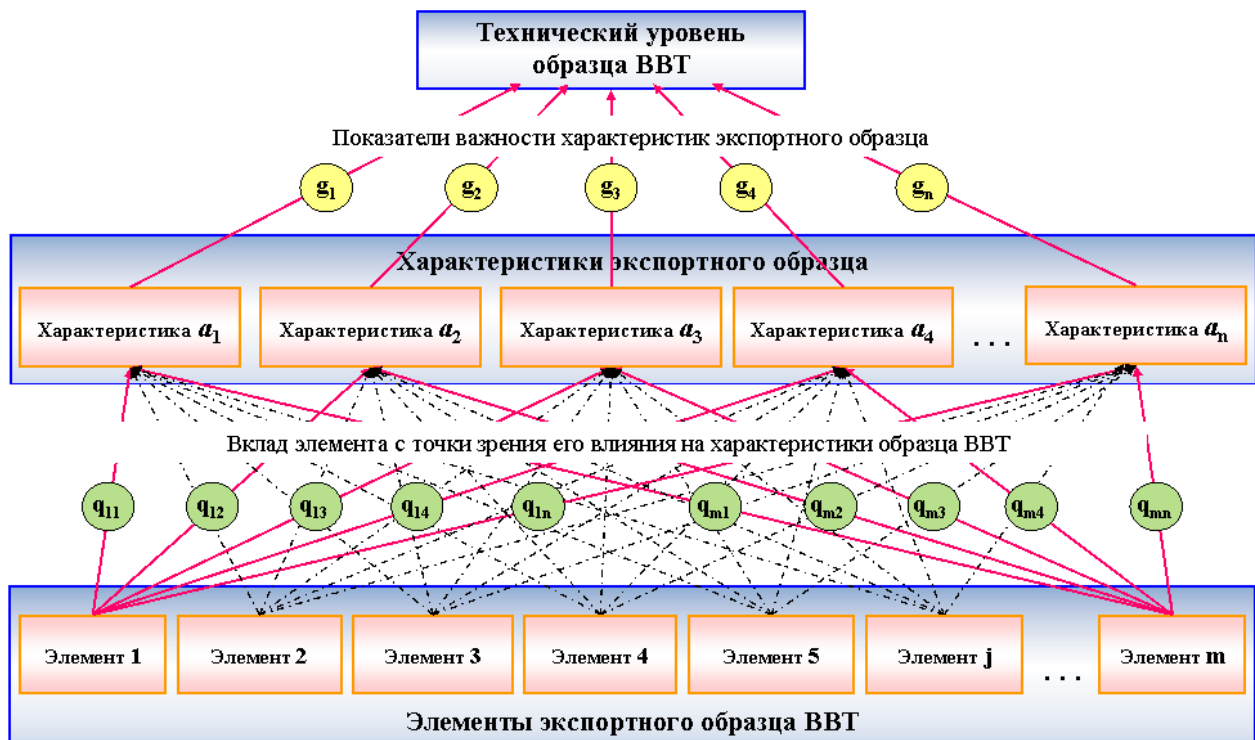 Технический уровень
образца ВВТ
Показатели важности характеристик экспортного образца
g1 g2 g3 g4 gn
Характеристики экспортного образца
Характеристика a1 Характеристика a2 Характеристика a3 Характеристика a4 . . . Характеристика an
Вклад элемента с точки зрения его влияния на характеристики образца ВВТ
q11 q12 q13 q14 q1n qm1 qm2 qm3 qm4 qmn
Элемент 1 Элемент 2 Элемент 3 Элемент 4 Элемент 5 Элемент j . . . Элемент m
Элементы экспортного образца ВВТ